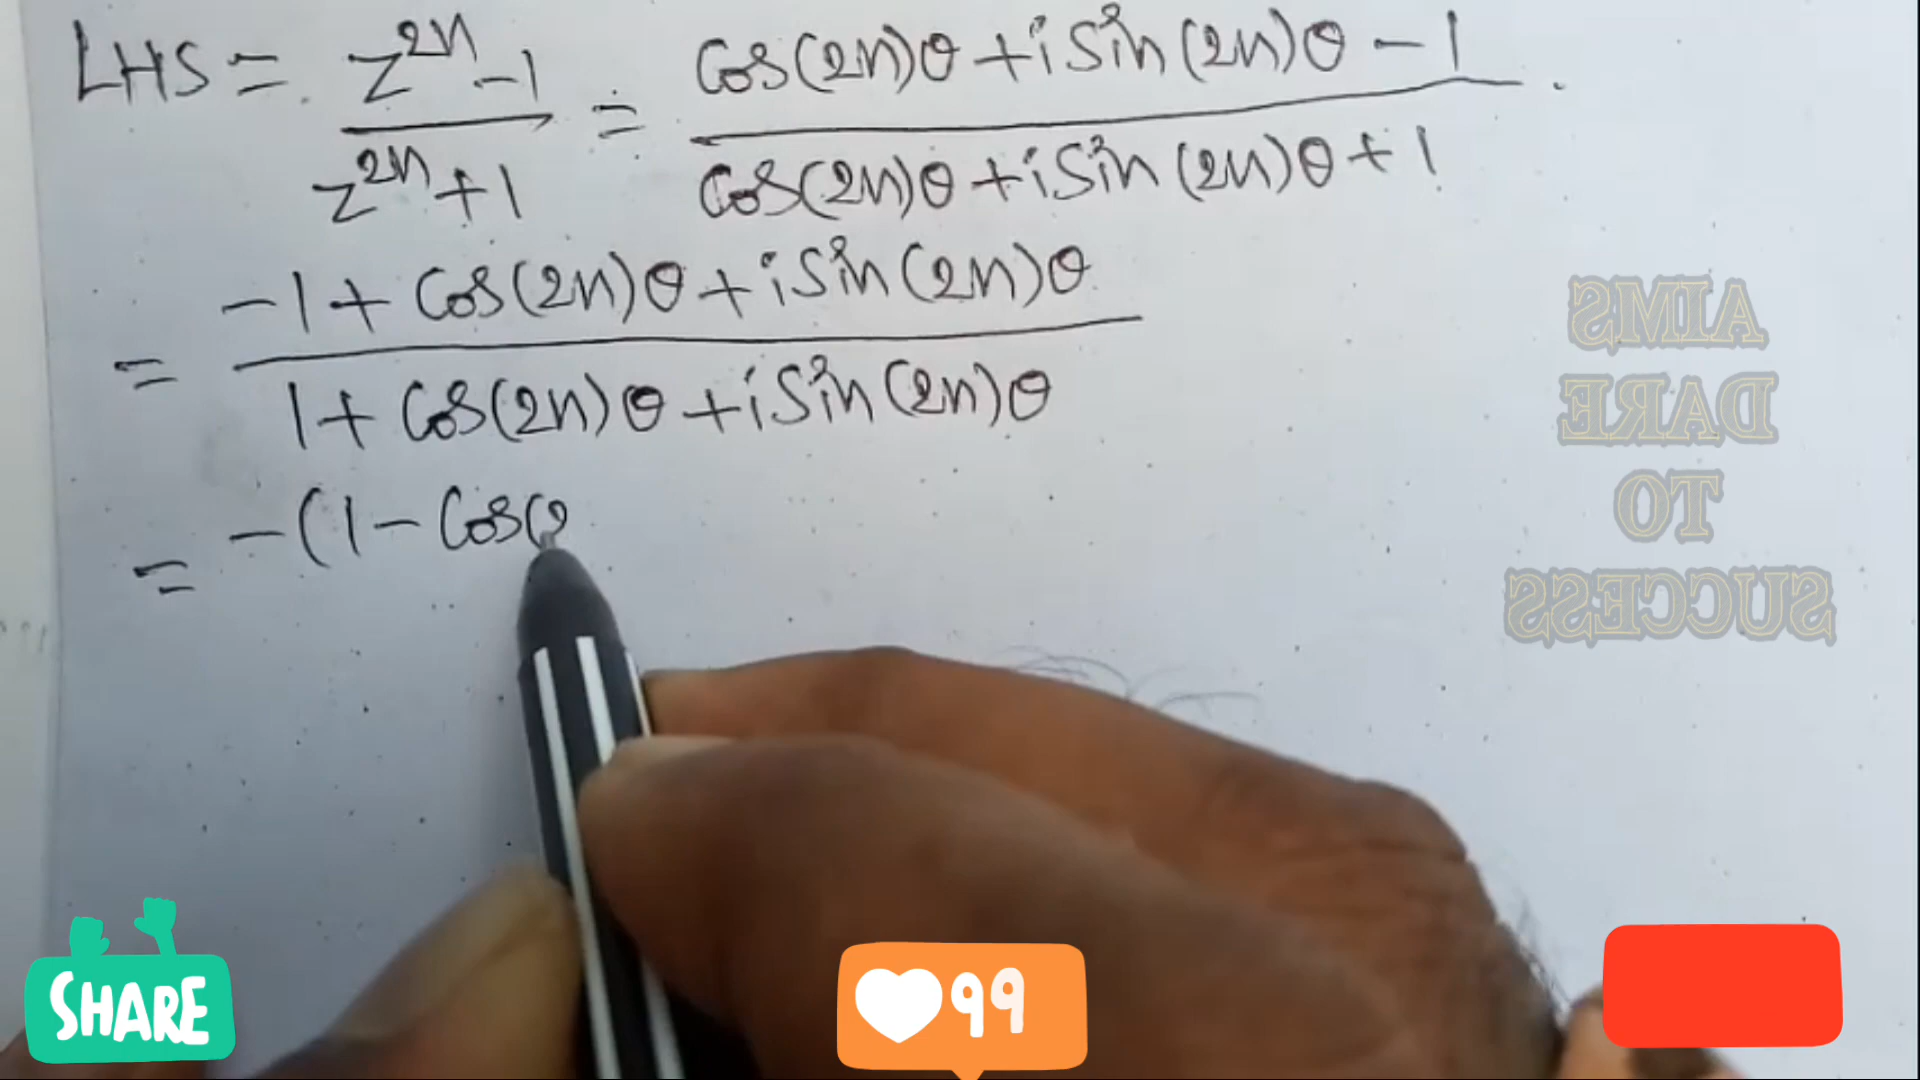 LHS = z^{2n} - 1 / z^{2n} + 1 = Cos(2n)θ + i Sin(2n)θ - 1 / Cos(2n)θ + i Sin(2n)θ + 1
= -1 + Cos(2n)θ + i Sin(2n)θ / 1 + Cos(2n)θ + i Sin(2n)θ
= -(1 - Cos(2
AIMS
DARE
TO
SUCCESS
SHARE
99